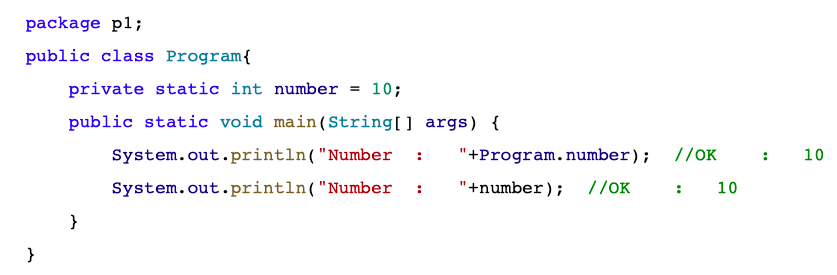 package p1;
public class Program{
    private static int number = 10;
    public static void main(String[] args) {
        System.out.println("Number  :   "+Program.number);  //OK    :   10
        System.out.println("Number  :   "+number);  //OK    :   10
    }
}